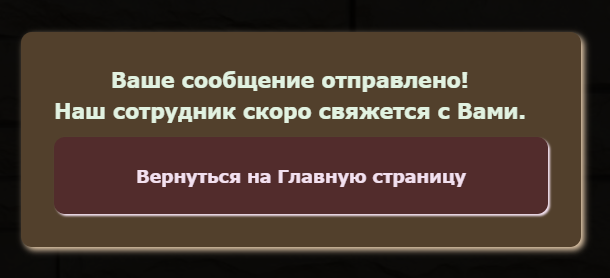 Ваше сообщение отправлено!
Наш сотрудник скоро свяжется с Вами.
Вернуться на Главную страницу